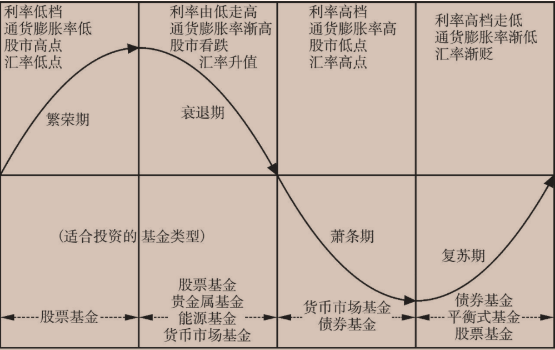 利率低档
通货膨胀率低
股市高点
汇率低点
利率由低走高
通货膨胀率渐高
股市看跌
汇率升值
利率高档
通货膨胀率高
股市低点
汇率高点
利率高档走低
通货膨胀率渐低
汇率渐贬
繁荣期
衰退期
(适合投资的 基金类型)
萧条期
复苏期
股票基金
股票基金
贵金属基金
能源基金
货币市场基金
货币市场基金
债券基金
债券基金
平衡式基金
股票基金